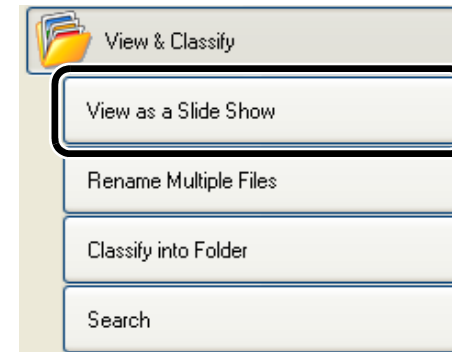 View & Classify
View as a Slide Show
Rename Multiple Files
Classify into Folder
Search